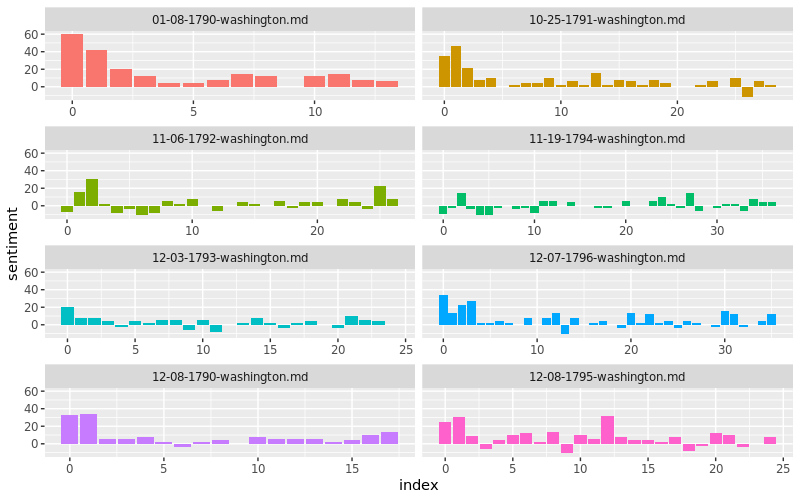 01-08-1790-washington.md
10-25-1791-washington.md
60
40
20
0
0 5 10
0 10 20
11-06-1792-washington.md
11-19-1794-washington.md
60
40
20
0
0 10 20
0 10 20 30
sentiment
12-03-1793-washington.md
12-07-1796-washington.md
60
40
20
0
0 5 10 15 20 25
0 10 20 30
12-08-1790-washington.md
12-08-1795-washington.md
60
40
20
0
0 5 10 15
0 5 10 15 20 25
index